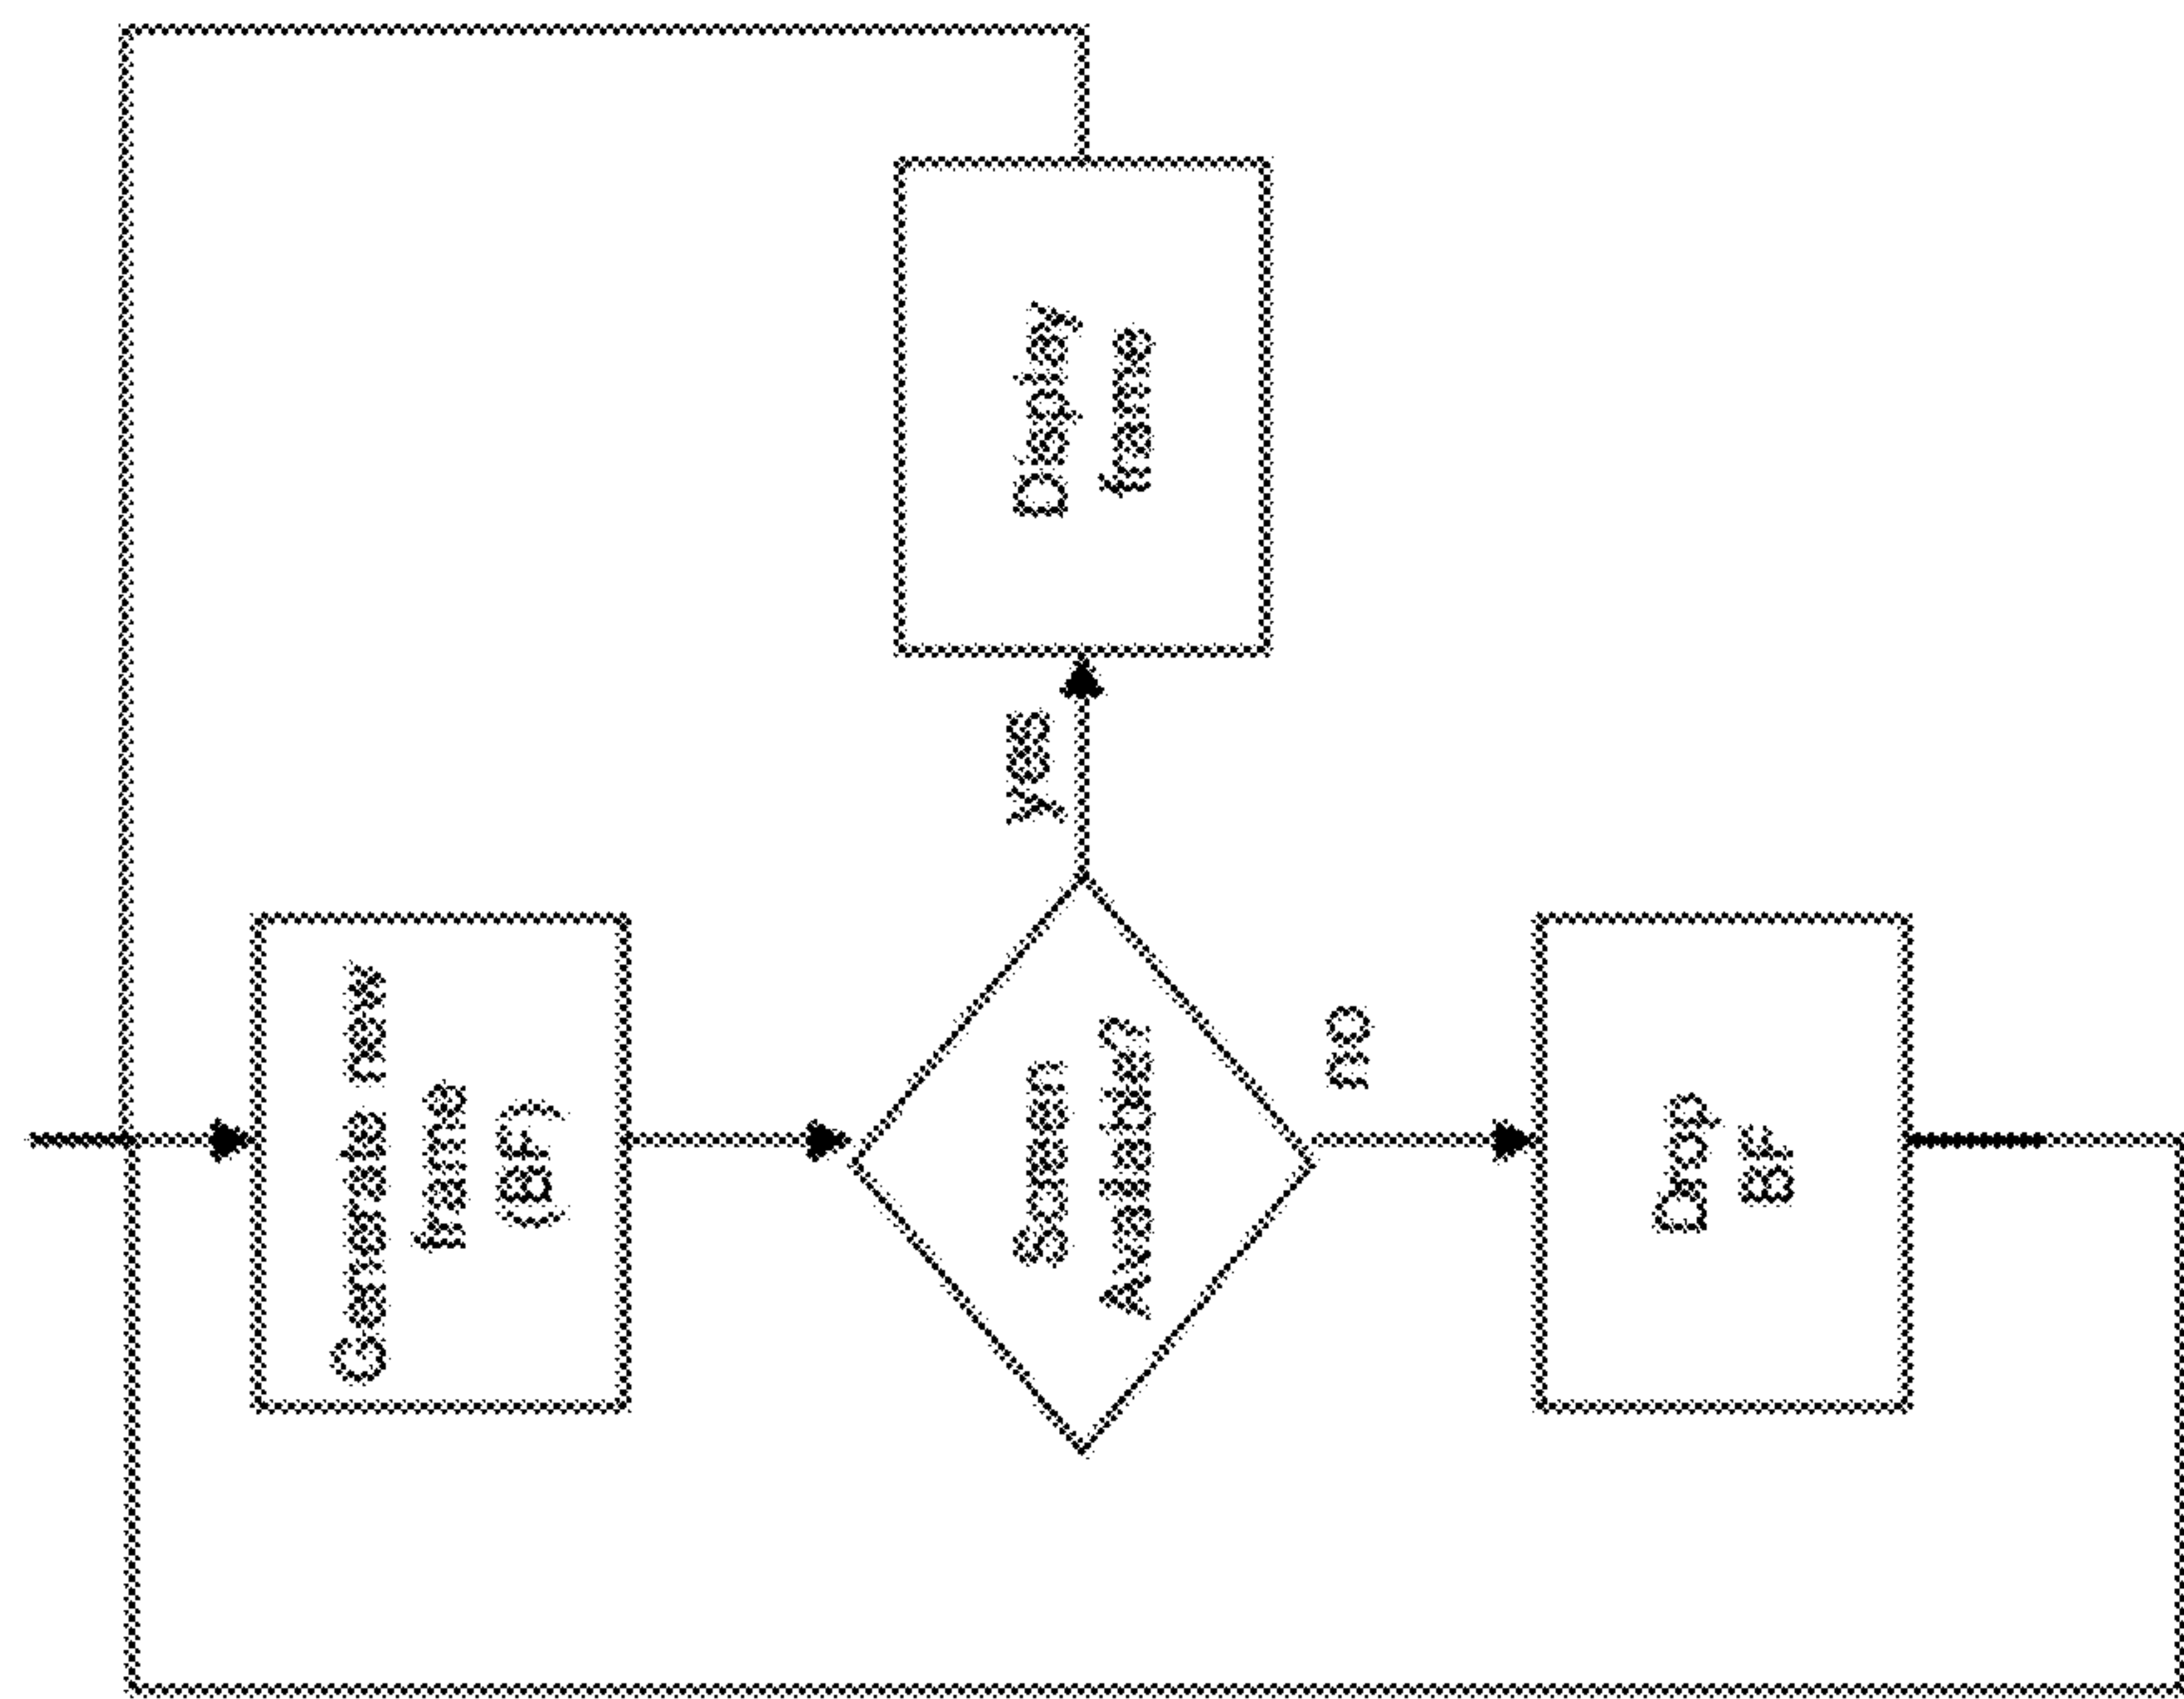 Generate new
frame
(BF)
Screen
Available?
yes
Display
frame
no
Drop
BF